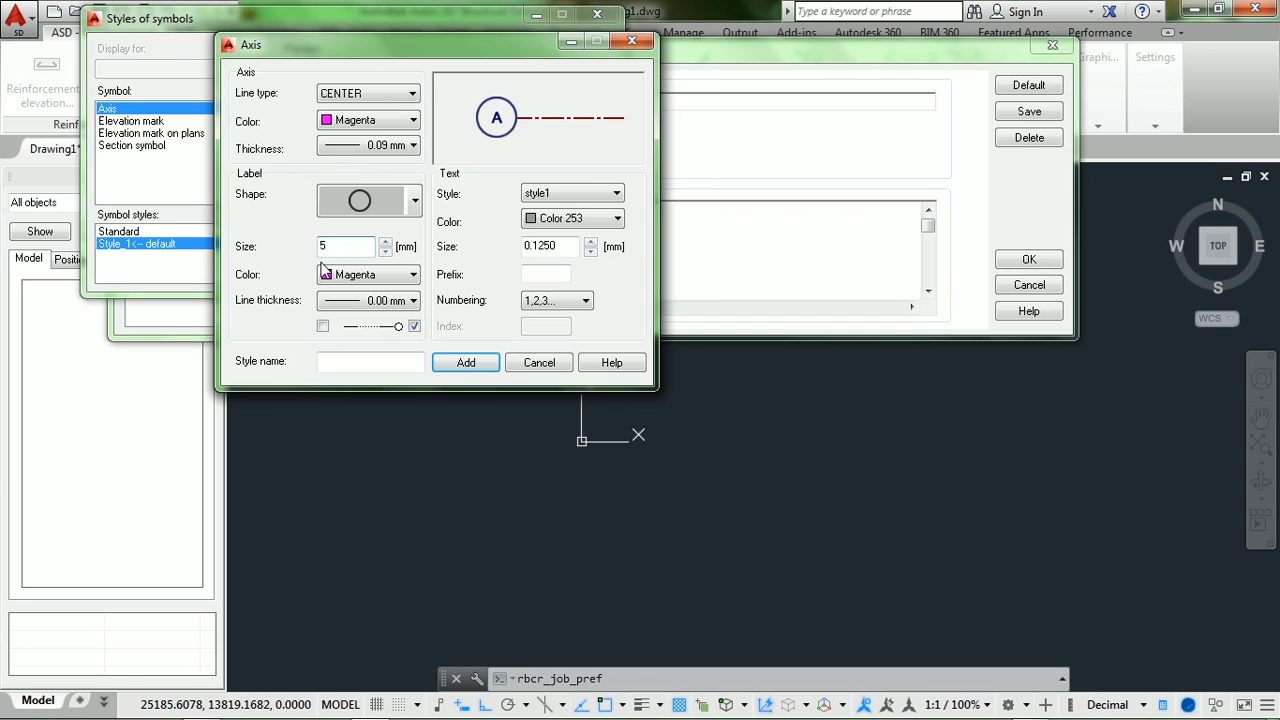 Styles of symbols
g1.dwg
Type a keyword or phrase
Sign In
SD
ASD -
Manage
Output
Add-ins
Autodesk 360
BIM 360
Featured Apps
Performance
Display for:
Axis
Reinforcement
elevation...
Settings
Axis
Line type:
CENTER
Color:
Magenta
Thickness:
0.09 mm
A
Default
Save
Delete
Symbol:
Axis
Elevation mark
Elevation mark on plans
Section symbol
Drawing1*
Label
Shape:
Size:
5
[mm]
Color:
Magenta
Line thickness:
0.00 mm
Text
Style:
style1
Color:
Color 253
Size:
0.1250
[mm]
Prefix:
Numbering:
1,2,3...
Index:
All objects
Show
Model
Symbol styles:
Standard
Style_1<-- default
OK
Cancel
Help
Style name:
Add
Cancel
Help
N
W
TOP
E
S
WCS
X
rbcr_job_pref
Model
25185.6078, 13819.1682, 0.0000
MODEL
1:1 / 100%
Decimal